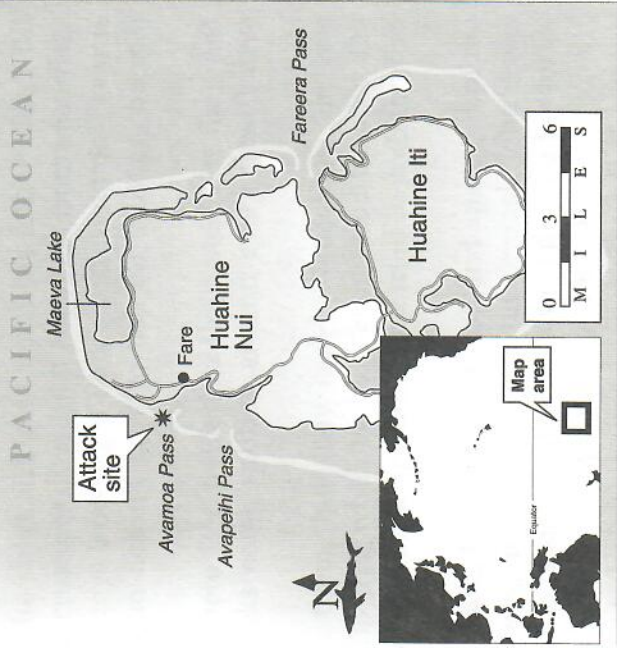 PACIFIC OCEAN
Maeva Lake
Attack
site
Avamoa Pass
Avapeihi Pass
Fare
Huahine
Nui
Fareera Pass
Huahine Iti
N
0 3 6
MILES
Map
area
Equator